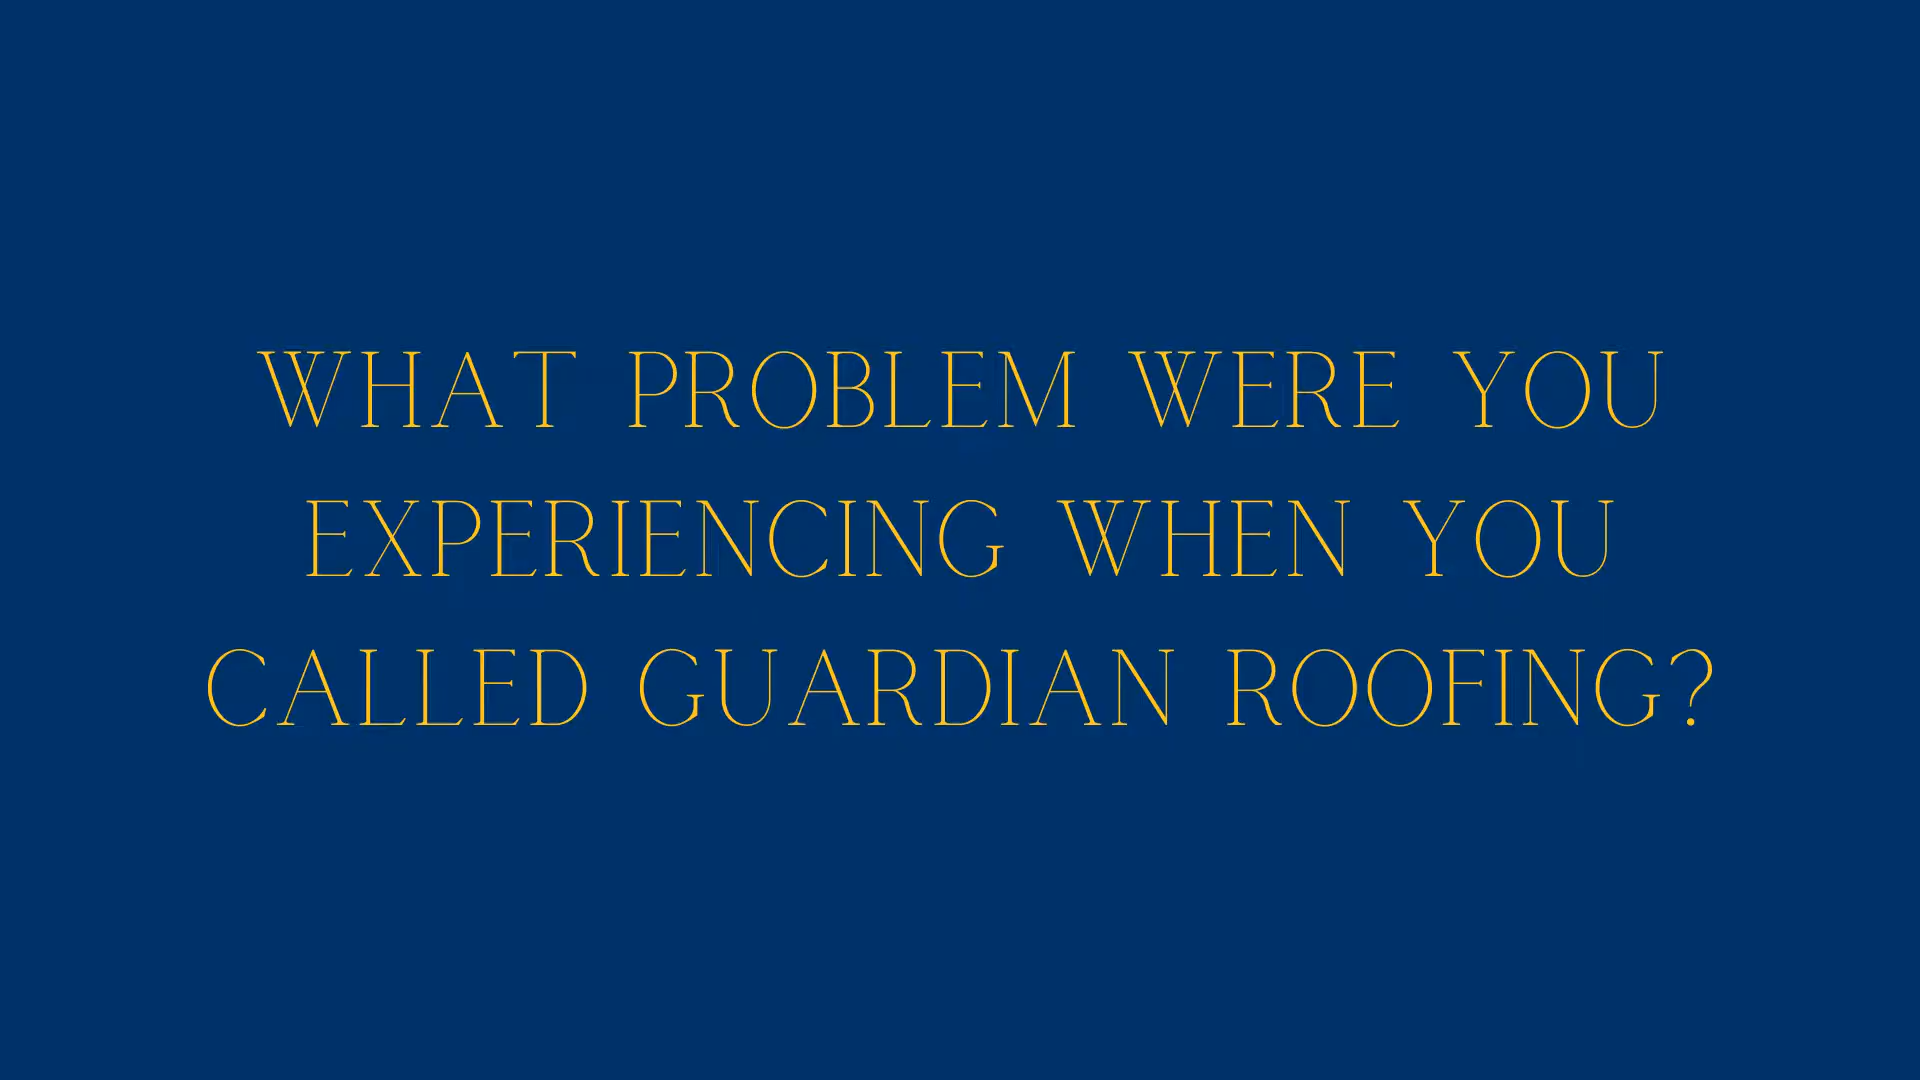 WHAT PROBLEM WERE YOU
EXPERIENCING WHEN YOU
CALLED GUARDIAN ROOFING?